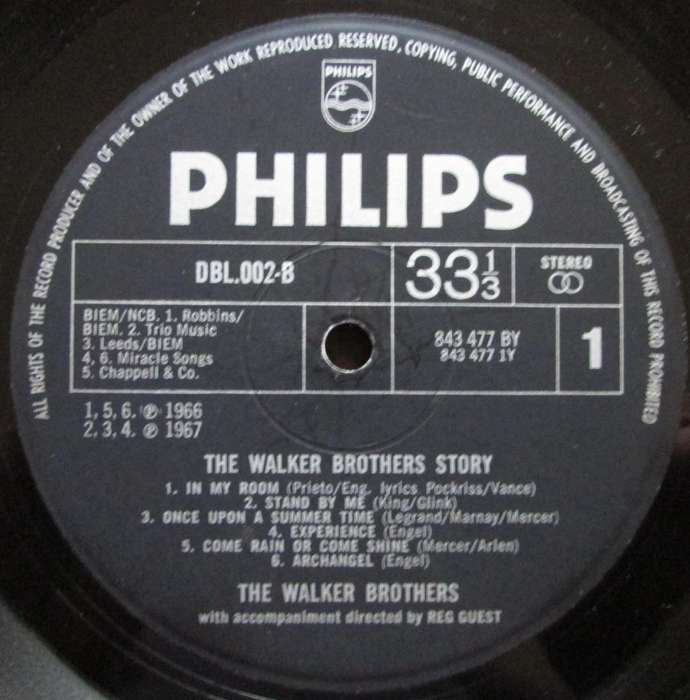 ALL RIGHTS OF THE RECORD PRODUCER AND OF THE OWNER OF THE WORK REPRODUCED RESERVED, COPYING, PUBLIC PERFORMANCE AND BROADCASTING OF THIS RECORD PROHIBITED
PHILIPS
PHILIPS
DBL.002-B
33 1/3
STEREO
BIEM/NCB. 1. Robbins/
BIEM. 2. Trio Music
3. Leeds/BIEM
4, 6. Miracle Songs
5. Chappell & Co.
843 477 BY
843 477 1Y
1
1, 5, 6. ℗ 1966
2, 3, 4. ℗ 1967
THE WALKER BROTHERS STORY
1. IN MY ROOM (Prieto/Eng. lyrics Pockriss/Vance)
2. STAND BY ME (King/Glink)
3. ONCE UPON A SUMMER TIME (Legrand/Marnay/Mercer)
4. EXPERIENCE (Engel)
5. COME RAIN OR COME SHINE (Mercer/Arlen)
6. ARCHANGEL (Engel)
THE WALKER BROTHERS
with accompaniment directed by REG GUEST